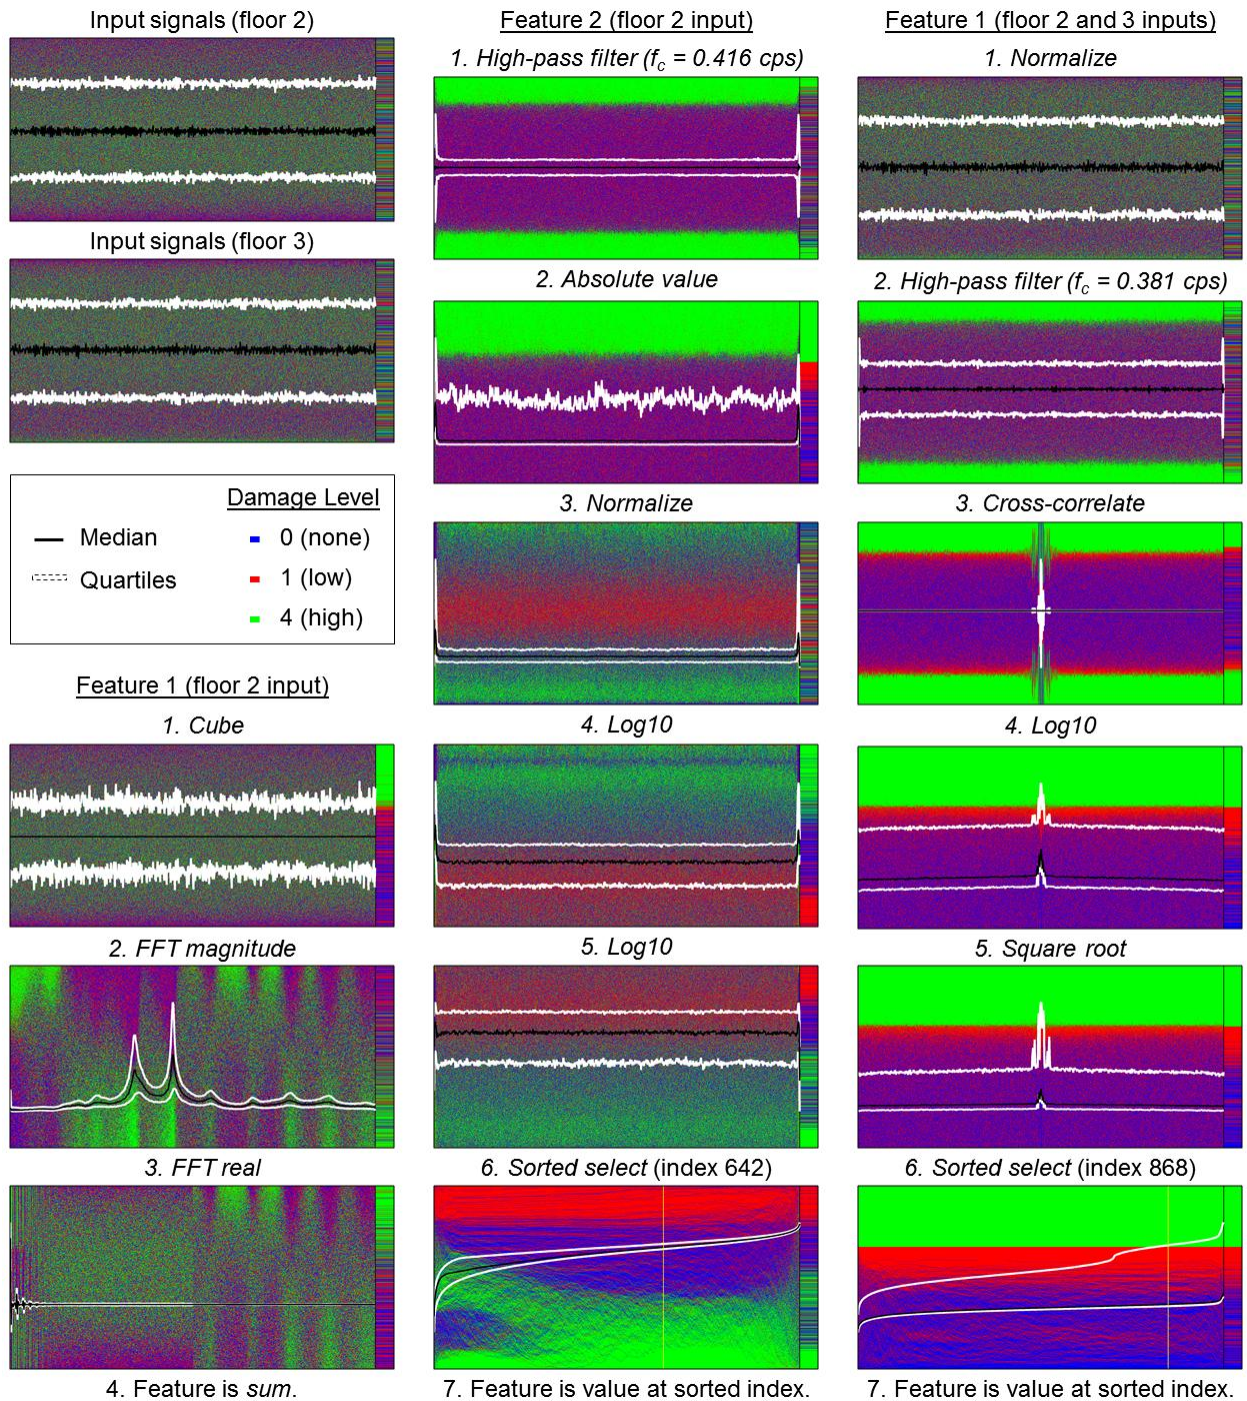 Input signals (floor 2)
Input signals (floor 3)
Damage Level
Median
0 (none)
Quartiles
1 (low)
4 (high)
Feature 1 (floor 2 input)
1. Cube
2. FFT magnitude
3. FFT real
4. Feature is sum.
Feature 2 (floor 2 input)
1. High-pass filter (fc = 0.416 cps)
2. Absolute value
3. Normalize
4. Log10
5. Log10
6. Sorted select (index 642)
7. Feature is value at sorted index.
Feature 1 (floor 2 and 3 inputs)
1. Normalize
2. High-pass filter (fc = 0.381 cps)
3. Cross-correlate
4. Log10
5. Square root
6. Sorted select (index 868)
7. Feature is value at sorted index.